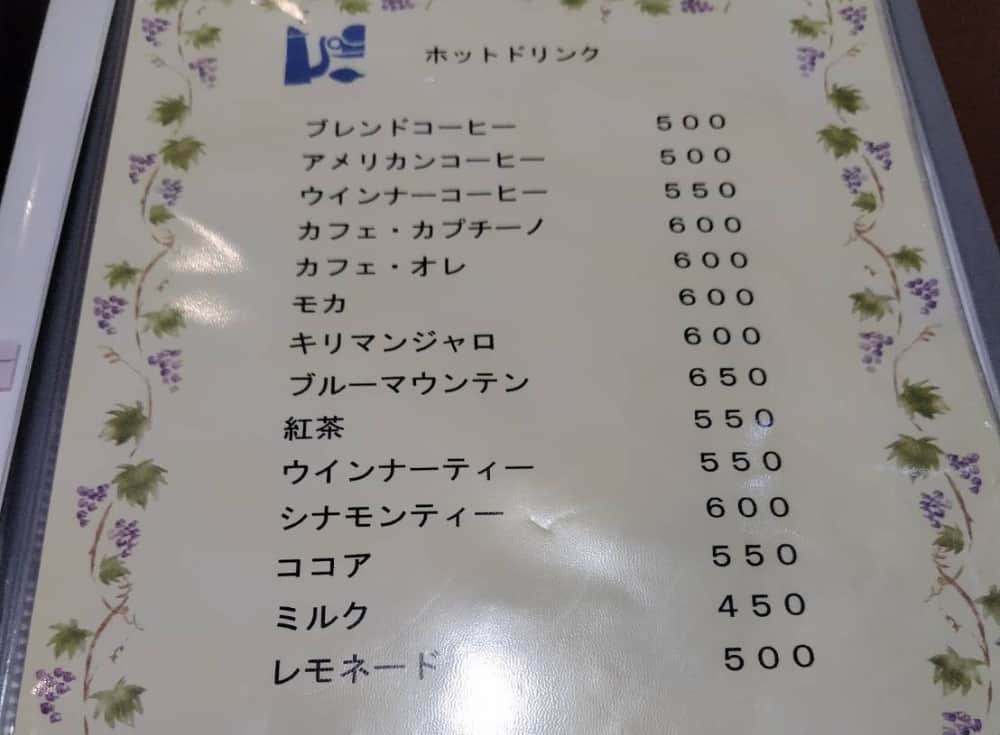 ホットドリンク
ブレンドコーヒー ５００
アメリカンコーヒー ５００
ウインナーコーヒー ５５０
カフェ・カプチーノ ６００
カフェ・オレ ６００
モカ ６００
キリマンジャロ ６００
ブルーマウンテン ６５０
紅茶 ５５０
ウインナーティー ５５０
シナモンティー ６００
ココア ５５０
ミルク ４５０
レモネード ５００